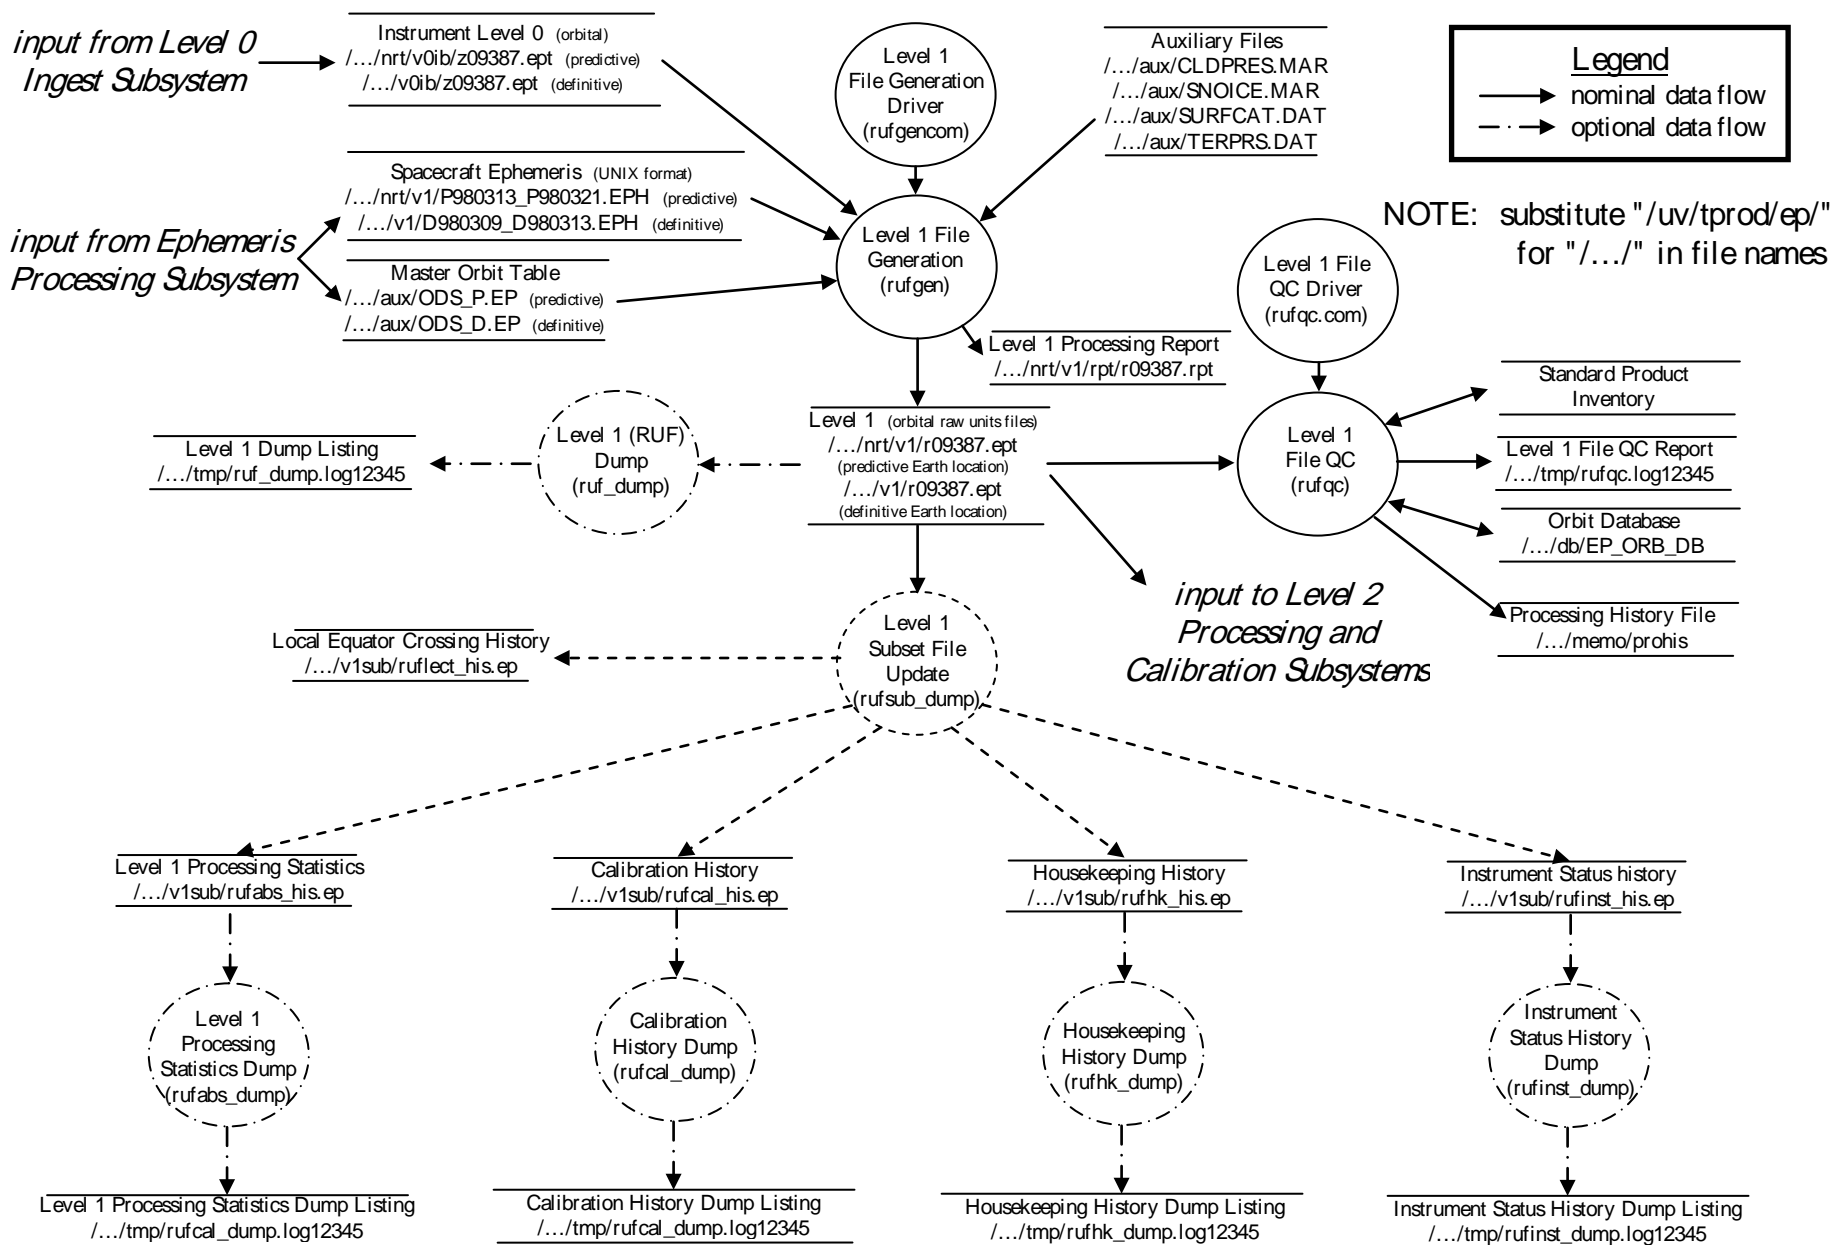 input from Level 0
Ingest Subsystem
Instrument Level 0 (orbital)
/…/nrt/v0ib/z09387.ept (predictive)
/…/v0ib/z09387.ept (definitive)
Level 1
File Generation
Driver
(rufgencom)
Auxiliary Files
/…/aux/CLDPRES.MAR
/…/aux/SNOICE.MAR
/…/aux/SURFCAT.DAT
/…/aux/TERPRS.DAT
Legend
nominal data flow
optional data flow
NOTE: substitute "/uv/tprod/ep/"
for "/…/" in file names
input from Ephemeris
Processing Subsystem
Spacecraft Ephemeris (UNIX format)
/…/nrt/v1/P980313_P980321.EPH (predictive)
/…/v1/D980309_D980313.EPH (definitive)
Master Orbit Table
/…/aux/ODS_P.EP (predictive)
/…/aux/ODS_D.EP (definitive)
Level 1 File
Generation
(rufgen)
Level 1 Processing Report
/…/nrt/v1/rpt/r09387.rpt
Level 1 File
QC Driver
(rufqc.com)
Level 1 Dump Listing
/…/tmp/ruf_dump.log12345
Level 1 (RUF)
Dump
(ruf_dump)
Level 1 (orbital raw units files)
/…/nrt/v1/r09387.ept
(predictive Earth location)
/…/v1/r09387.ept
(definitive Earth location)
Level 1
File QC
(rufqc)
Standard Product
Inventory
Level 1 File QC Report
/…/tmp/rufqc.log12345
Orbit Database
/…/db/EP_ORB_DB
Processing History File
/…/memo/prohis
input to Level 2
Processing and
Calibration Subsystems
Local Equator Crossing History
/…/v1sub/ruflect_his.ep
Level 1
Subset File
Update
(rufsub_dump)
Level 1 Processing Statistics
/…/v1sub/rufabs_his.ep
Calibration History
/…/v1sub/rufcal_his.ep
Housekeeping History
/…/v1sub/rufhk_his.ep
Instrument Status history
/…/v1sub/rufinst_his.ep
Level 1
Processing
Statistics Dump
(rufabs_dump)
Calibration
History Dump
(rufcal_dump)
Housekeeping
History Dump
(rufhk_dump)
Instrument
Status History
Dump
(rufinst_dump)
Level 1 Processing Statistics Dump Listing
/…/tmp/rufcal_dump.log12345
Calibration History Dump Listing
/…/tmp/rufcal_dump.log12345
Housekeeping History Dump Listing
/…/tmp/rufhk_dump.log12345
Instrument Status History Dump Listing
/…/tmp/rufinst_dump.log12345